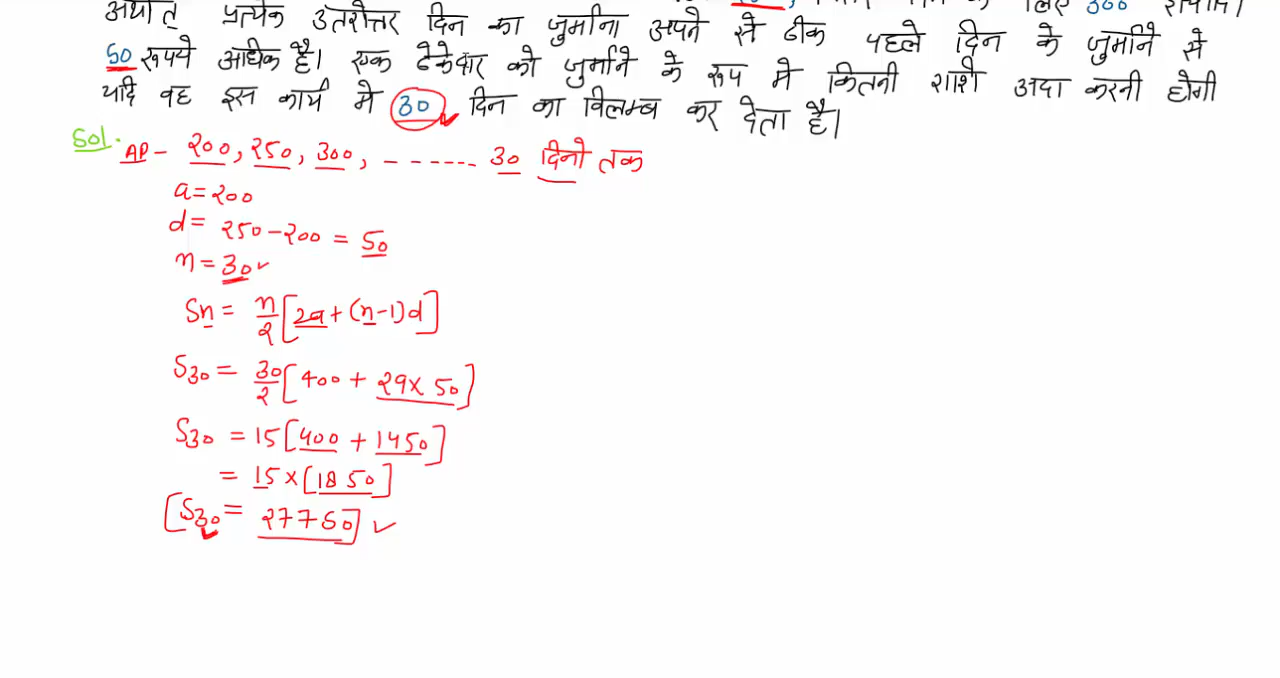 अर्थात् प्रत्येक उतरोत्तर दिन का जुर्माना अपने से ठीक पहले दिन के जुर्माने से
50 रूपये अधिक है। एक ठेकेदार को जुर्माने के रूप में कितनी राशि अदा करनी होगी
यदि वह इस कार्य में 30 दिन का विलम्ब कर देता है।
Sol.
AP - 200, 250, 300, - - - - - - 30 दिनो तक
a = 200
d = 250 - 200 = 50
n = 30
Sn = n/2 [2a + (n-1)d]
S30 = 30/2 [400 + 29 × 50]
S30 = 15 [400 + 1450]
= 15 × [1850]
[S30 = 27750]